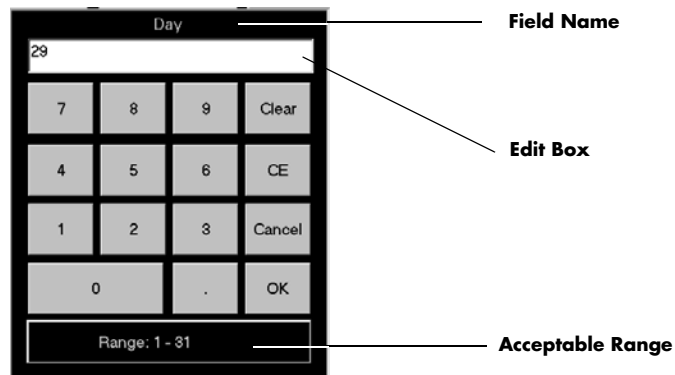 Day
Field Name
29
7 8 9 Clear
Edit Box
4 5 6 CE
1 2 3 Cancel
0 . OK
Range: 1 - 31
Acceptable Range